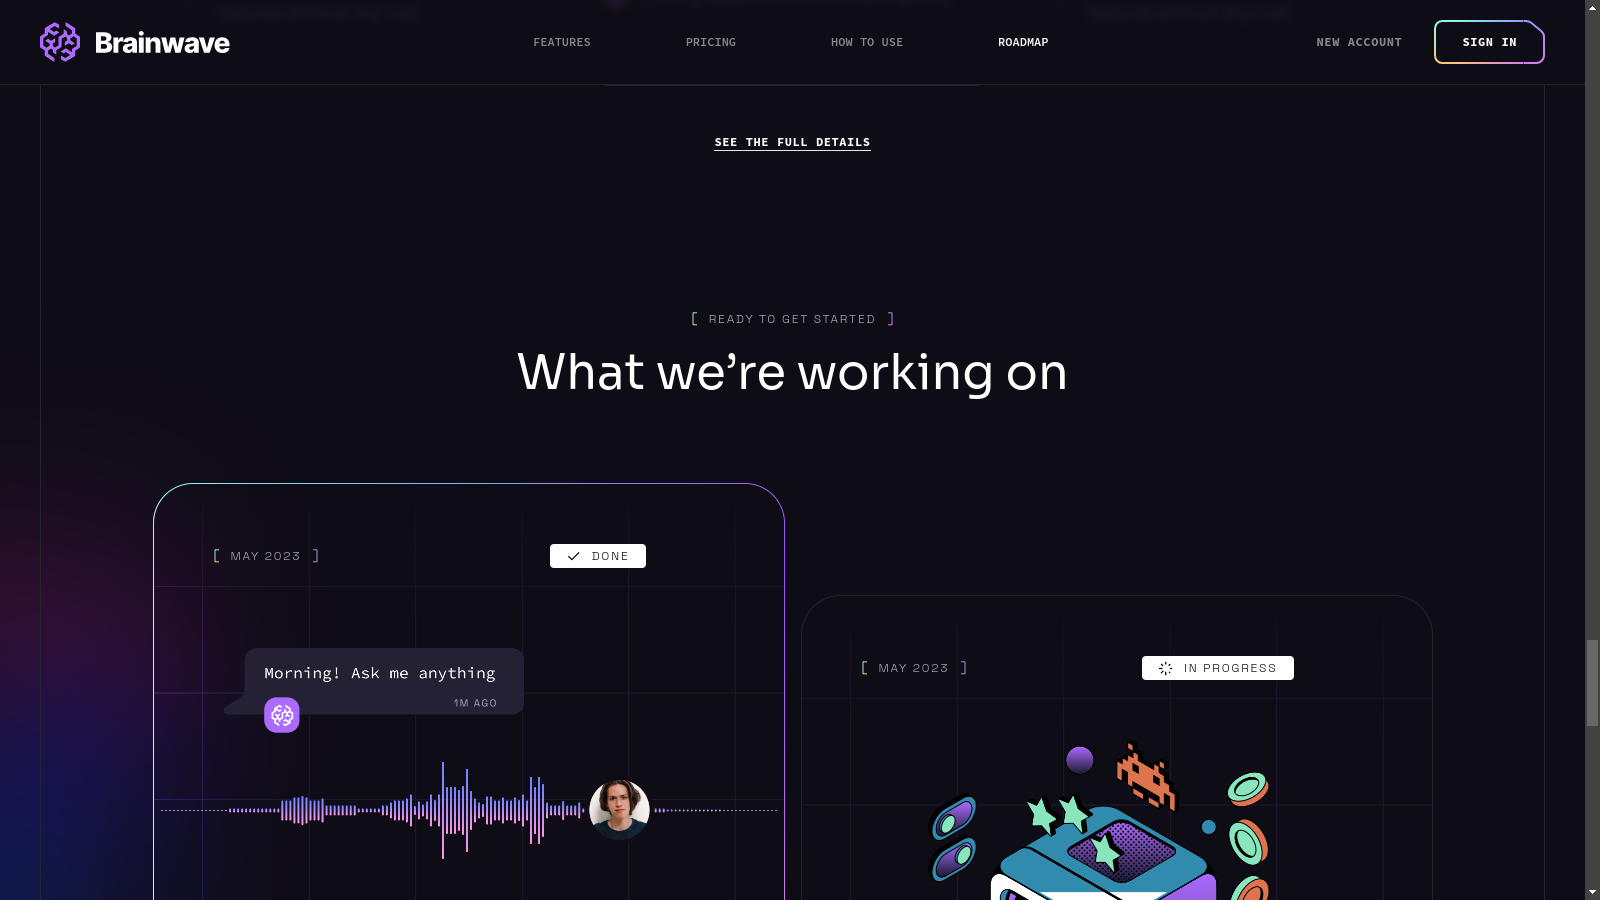 Brainwave
FEATURES
PRICING
HOW TO USE
ROADMAP
NEW ACCOUNT
SIGN IN
SEE THE FULL DETAILS
[ READY TO GET STARTED ]
What we’re working on
[ MAY 2023 ]
DONE
Morning! Ask me anything
1M AGO
[ MAY 2023 ]
IN PROGRESS